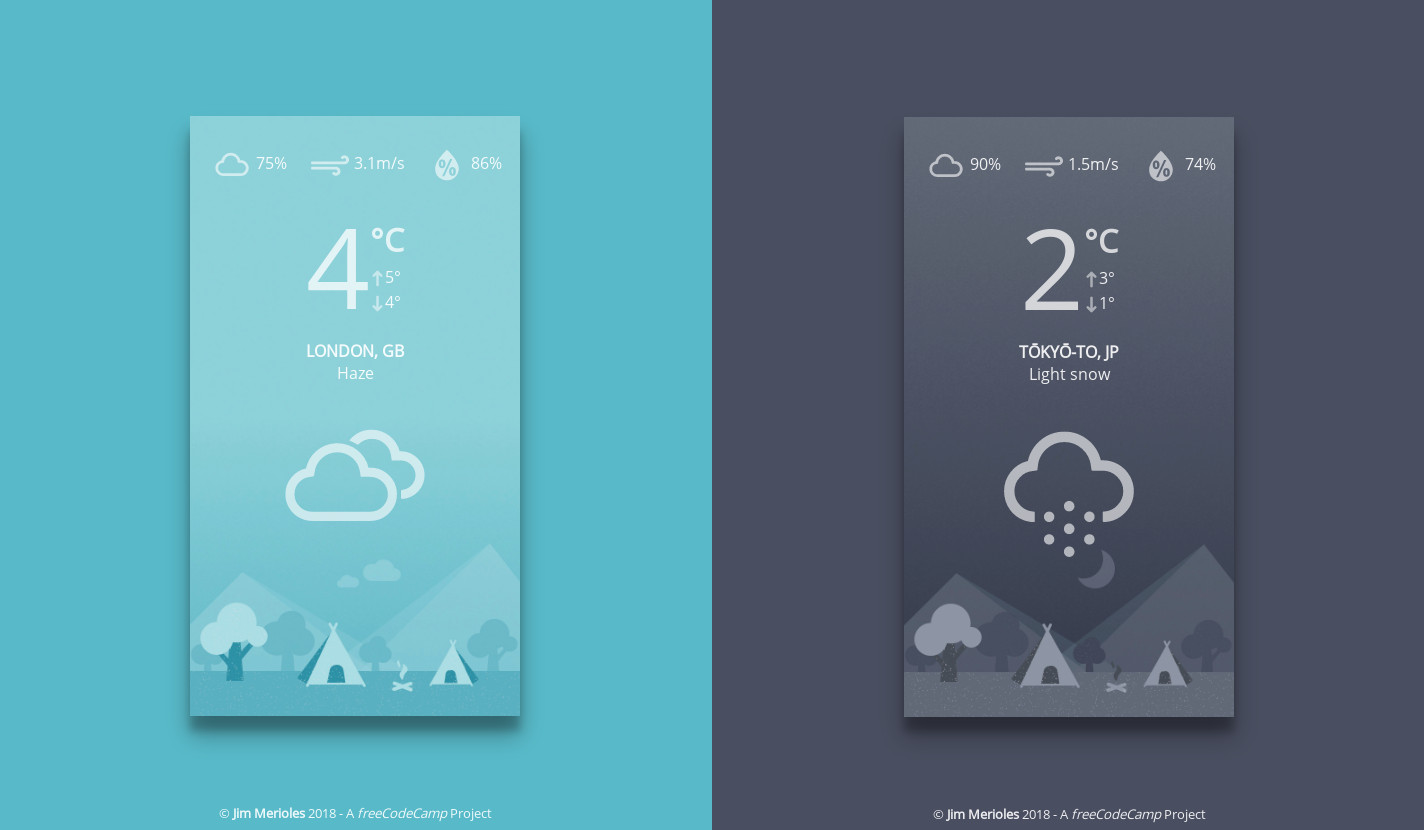 75% 3.1m/s % 86%
4 °C
↑5°
↓4°
LONDON, GB
Haze
© Jim Merioles 2018 - A freeCodeCamp Project
90% 1.5m/s % 74%
2 °C
↑3°
↓1°
TŌKYŌ-TO, JP
Light snow
© Jim Merioles 2018 - A freeCodeCamp Project